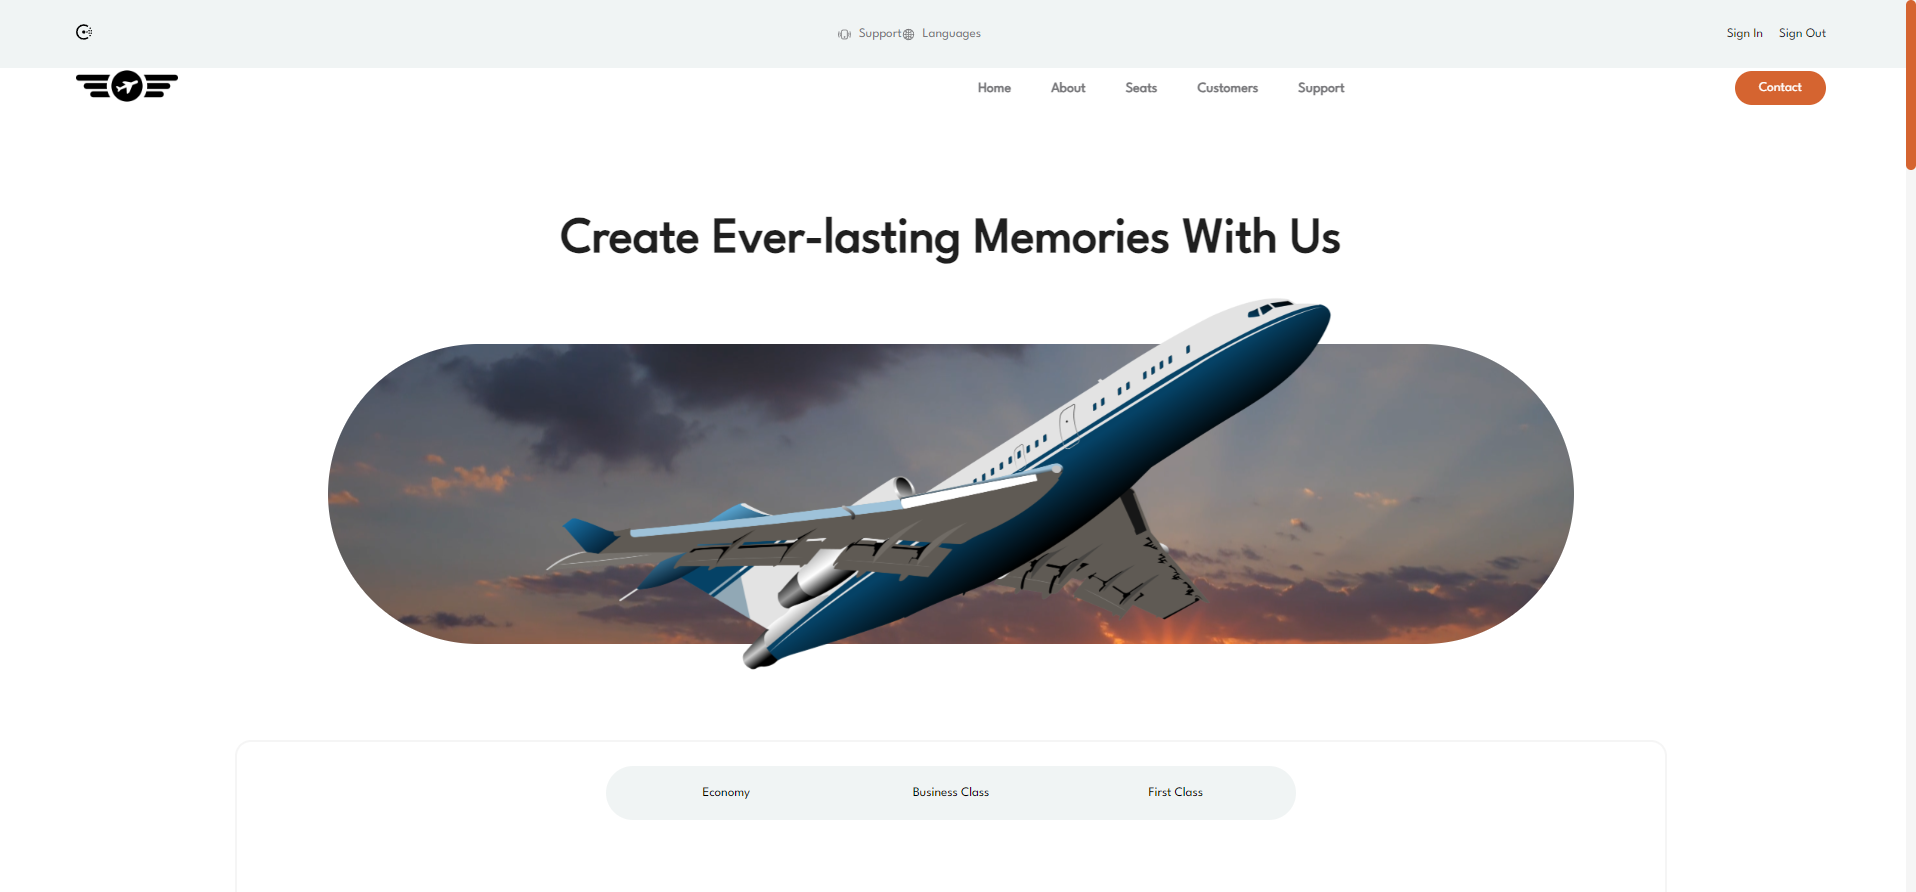 Support Languages
Sign In Sign Out
Home About Seats Customers Support
Contact
Create Ever-lasting Memories With Us
Economy Business Class First Class